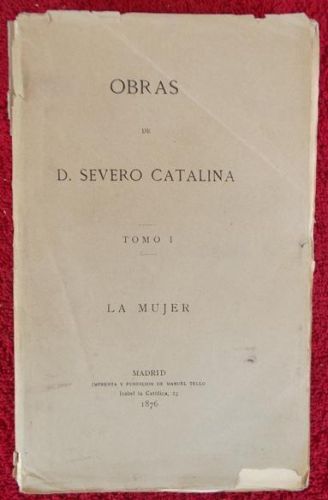 OBRAS
DE
D. SEVERO CATALINA
TOMO I
LA MUJER
MADRID
IMPRENTA Y FUNDICION DE MANUEL TELLO
Isabel la Católica, 23
1876